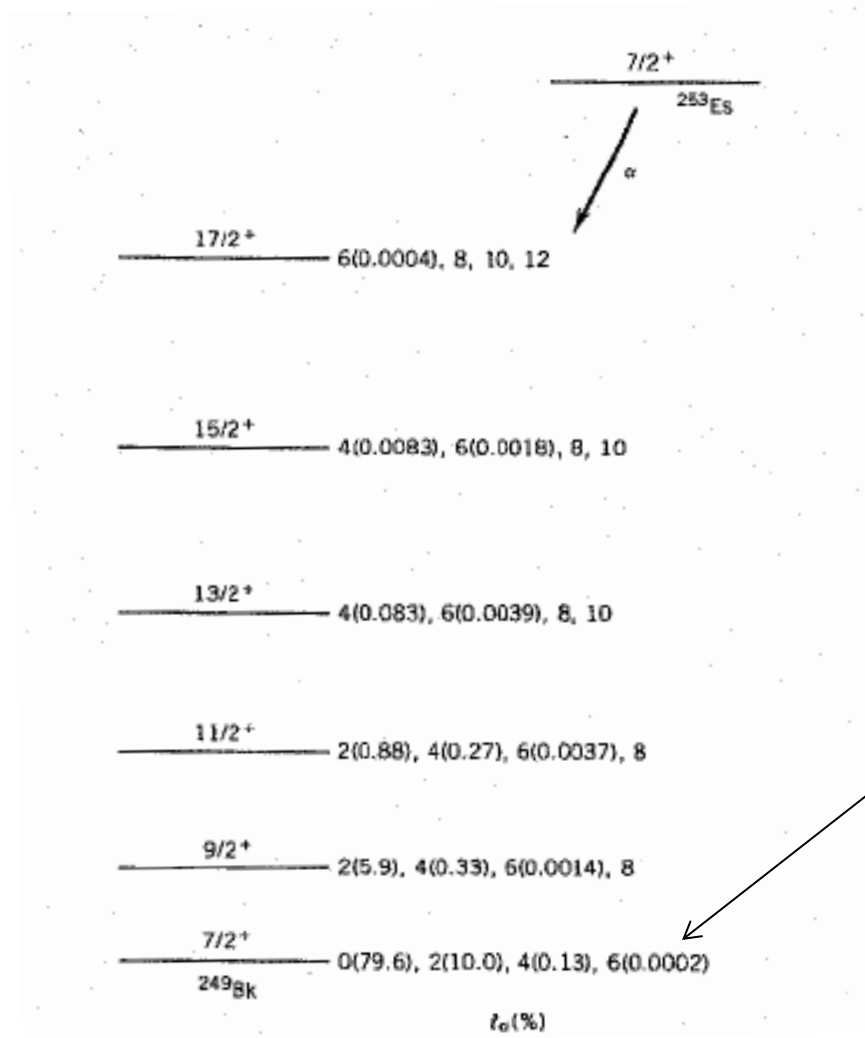 7/2⁺
²⁵³Es
α
17/2⁺
6(0.0004), 8, 10, 12
15/2⁺
4(0.0083), 6(0.0018), 8, 10
13/2⁺
4(0.083), 6(0.0039), 8, 10
11/2⁺
2(0.88), 4(0.27), 6(0.0037), 8
9/2⁺
2(5.9), 4(0.33), 6(0.0014), 8
7/2⁺
0(79.6), 2(10.0), 4(0.13), 6(0.0002)
²⁴⁹Bk
ℓα(%)